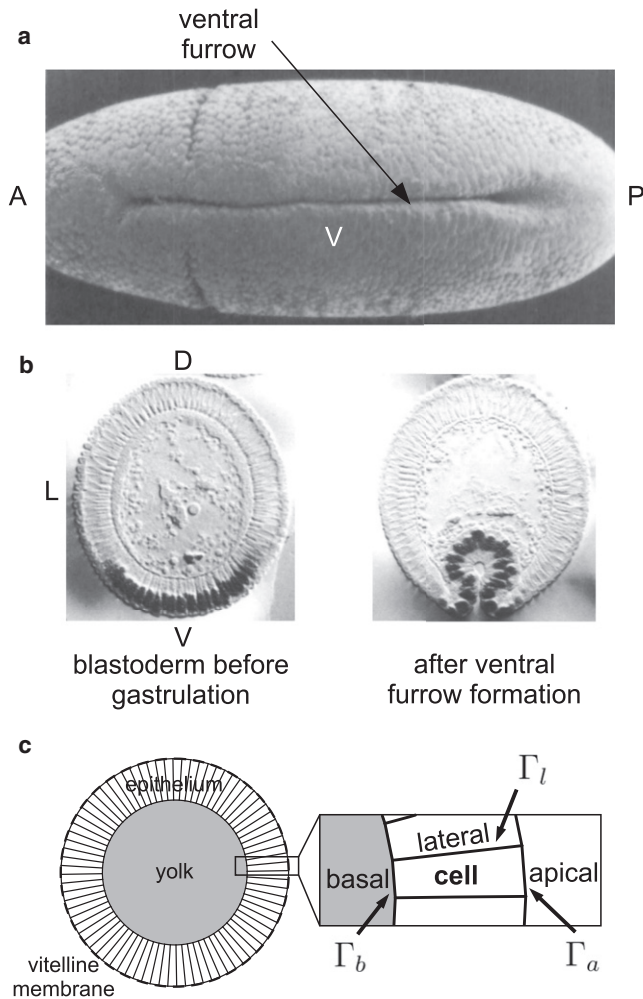 a
ventral
furrow
A
P
V
b
D
L
V
blastoderm before
gastrulation
after ventral
furrow formation
c
epithelium
yolk
vitelline
membrane
Γl
lateral
basal
cell
apical
Γb
Γa